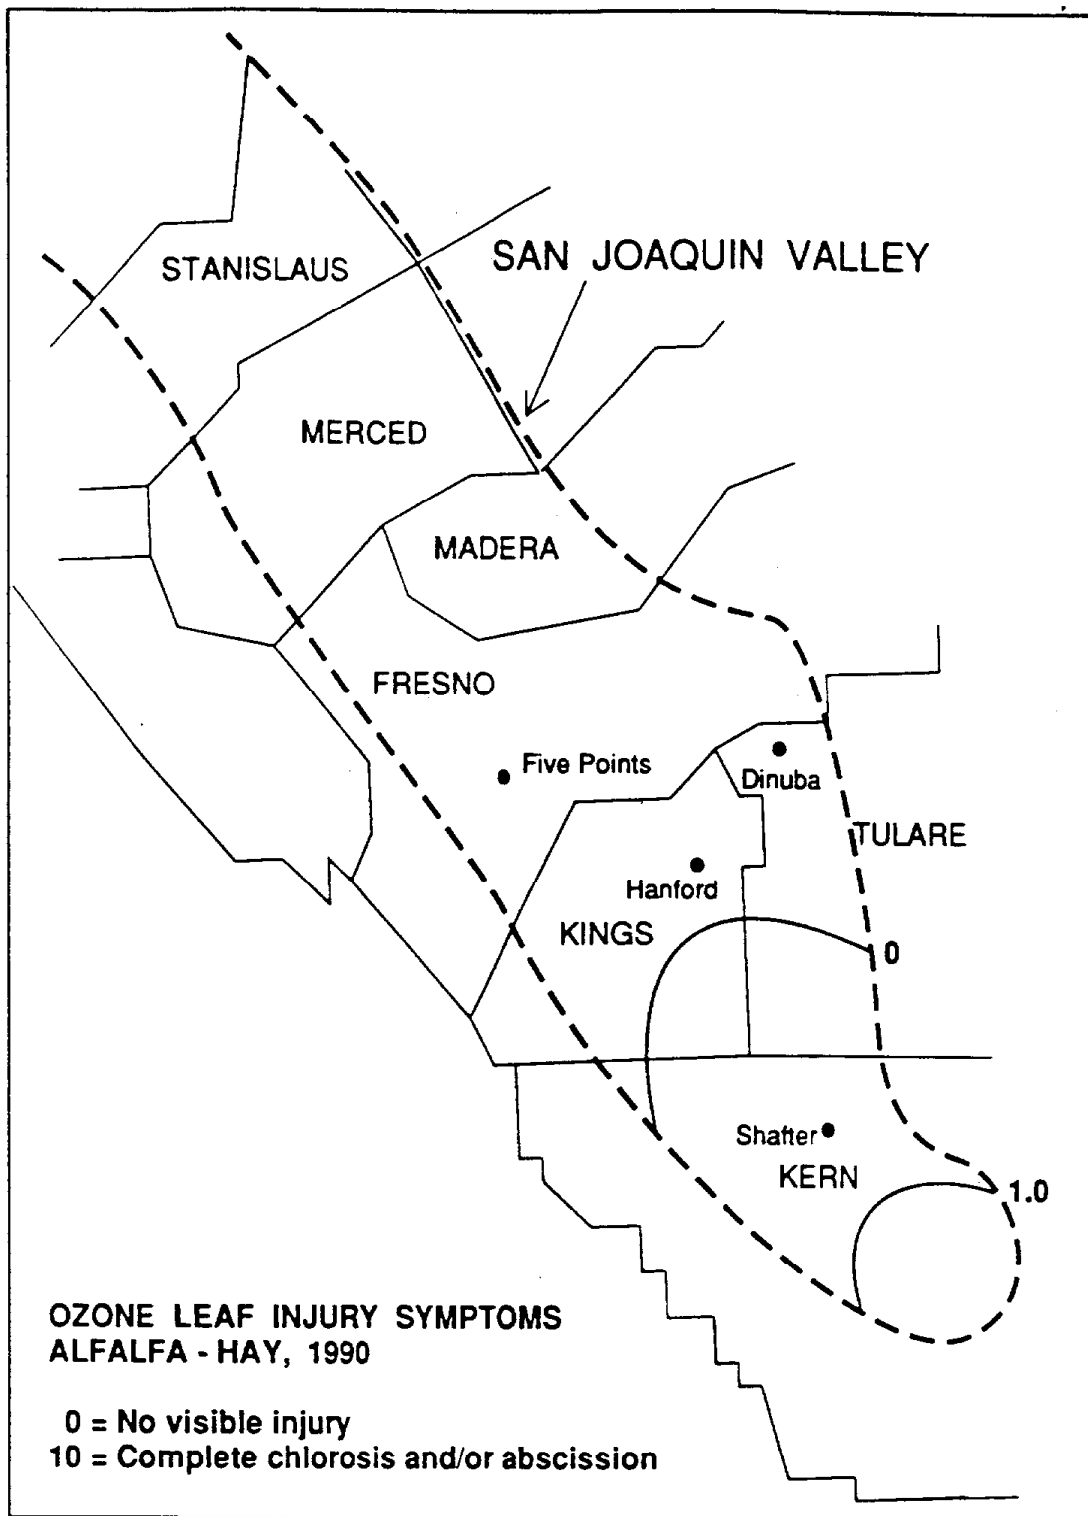 STANISLAUS
SAN JOAQUIN VALLEY
MERCED
MADERA
FRESNO
Five Points
Dinuba
TULARE
Hanford
KINGS
0
Shafter
KERN
1.0
OZONE LEAF INJURY SYMPTOMS
ALFALFA - HAY, 1990
0 = No visible injury
10 = Complete chlorosis and/or abscission